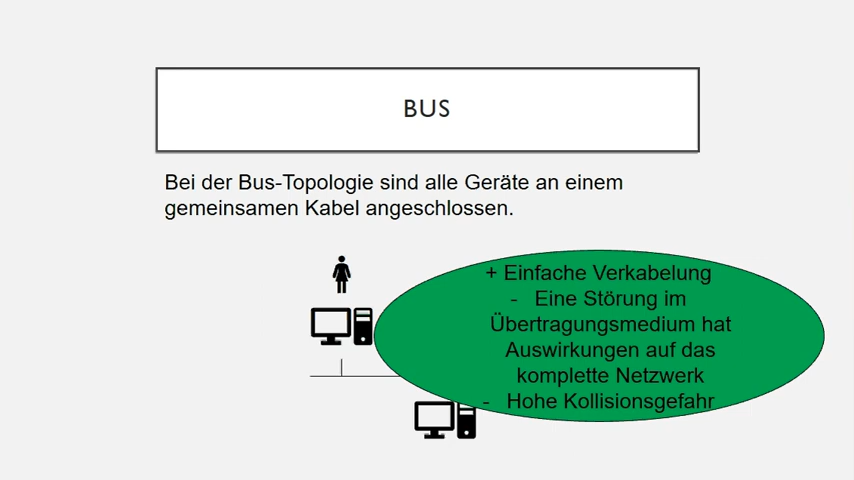 BUS
Bei der Bus-Topologie sind alle Geräte an einem
gemeinsamen Kabel angeschlossen.
+ Einfache Verkabelung
- Eine Störung im
Übertragungsmedium hat
Auswirkungen auf das
komplette Netzwerk
- Hohe Kollisionsgefahr